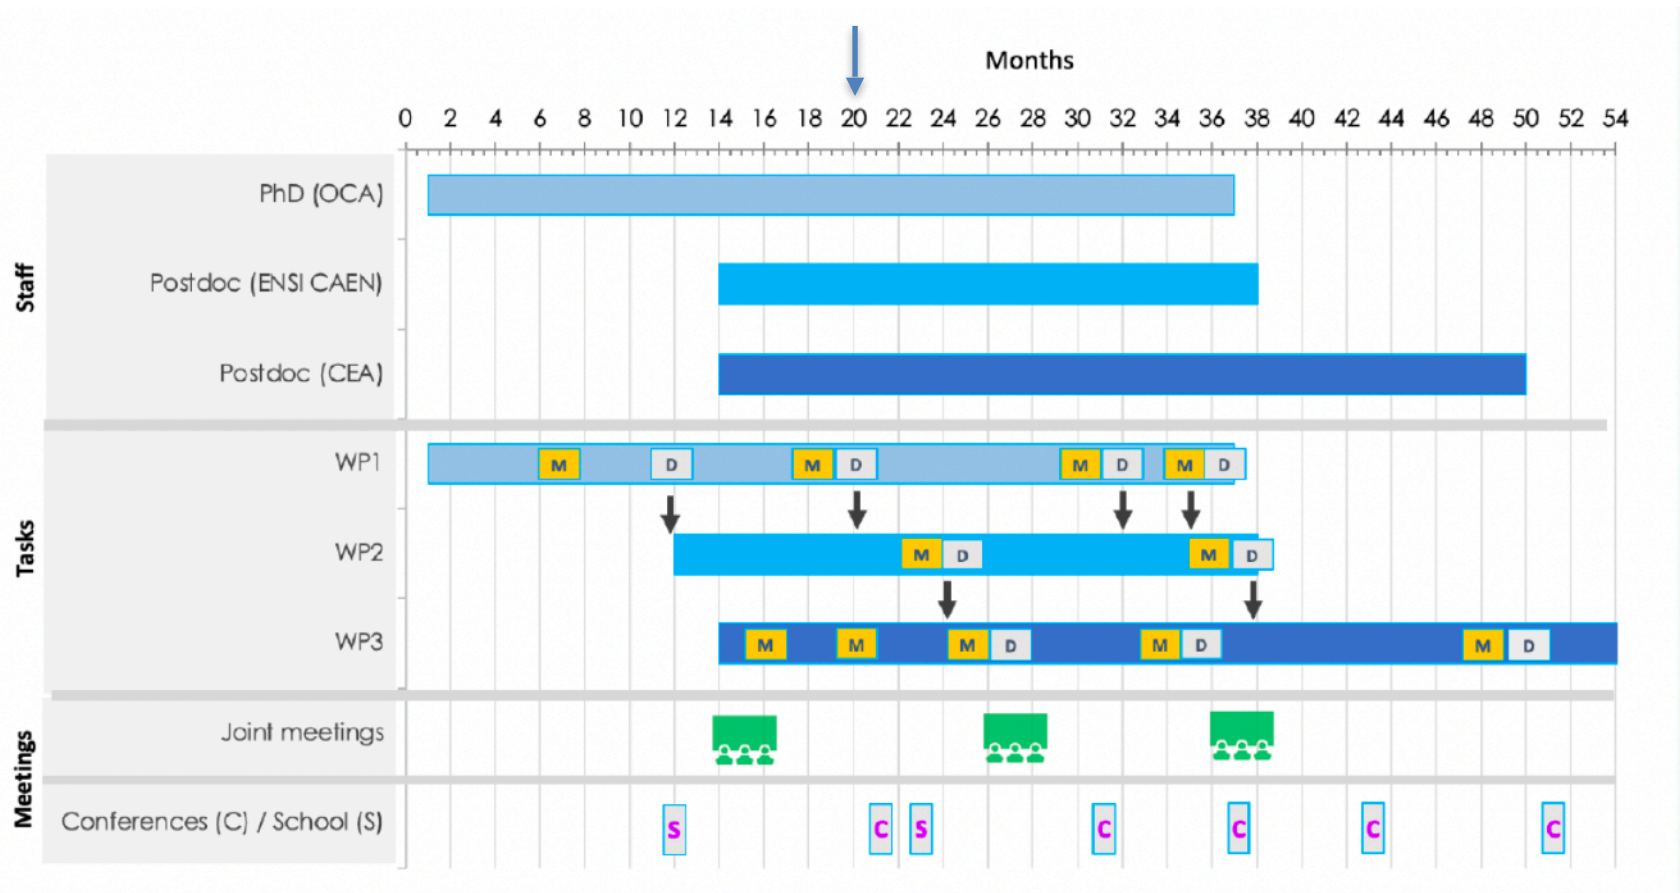 Months
0 2 4 6 8 10 12 14 16 18 20 22 24 26 28 30 32 34 36 38 40 42 44 46 48 50 52 54
Staff
PhD (OCA)
Postdoc (ENSI CAEN)
Postdoc (CEA)
Tasks
WP1 M D M D M D M D
WP2 M D M D
WP3 M M M D M D M D
Meetings
Joint meetings
Conferences (C) / School (S) S C S C C C C